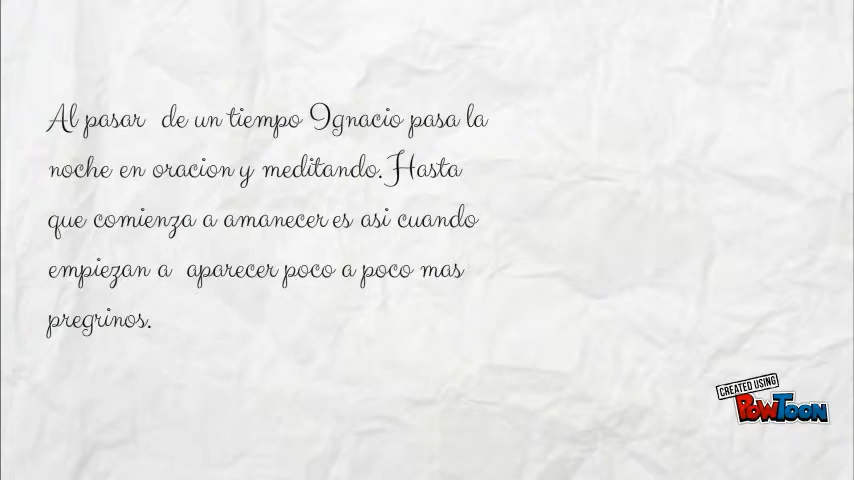 Al pasar de un tiempo Ignacio pasa la
noche en oracion y meditando. Hasta
que comienza a amanecer es asi cuando
empiezan a aparecer poco a poco mas
pregrinos.
CREATED USING
POWTOON